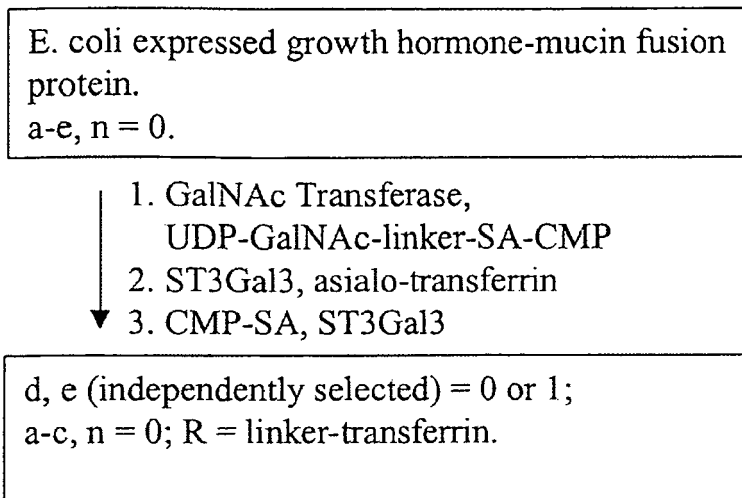 E. coli expressed growth hormone-mucin fusion
protein.
a-e, n = 0.
1. GalNAc Transferase,
UDP-GalNAc-linker-SA-CMP
2. ST3Gal3, asialo-transferrin
3. CMP-SA, ST3Gal3
d, e (independently selected) = 0 or 1;
a-c, n = 0; R = linker-transferrin.